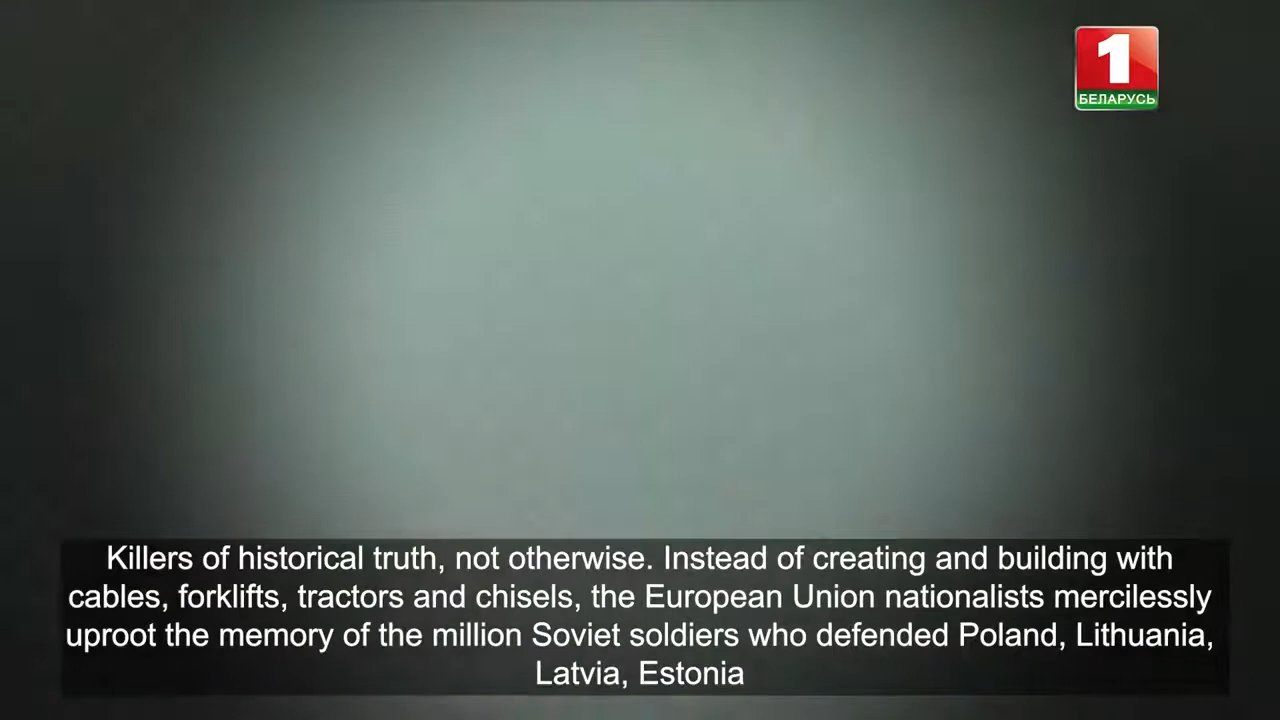 1
БЕЛАРУСЬ
Killers of historical truth, not otherwise. Instead of creating and building with
cables, forklifts, tractors and chisels, the European Union nationalists mercilessly
uproot the memory of the million Soviet soldiers who defended Poland, Lithuania,
Latvia, Estonia